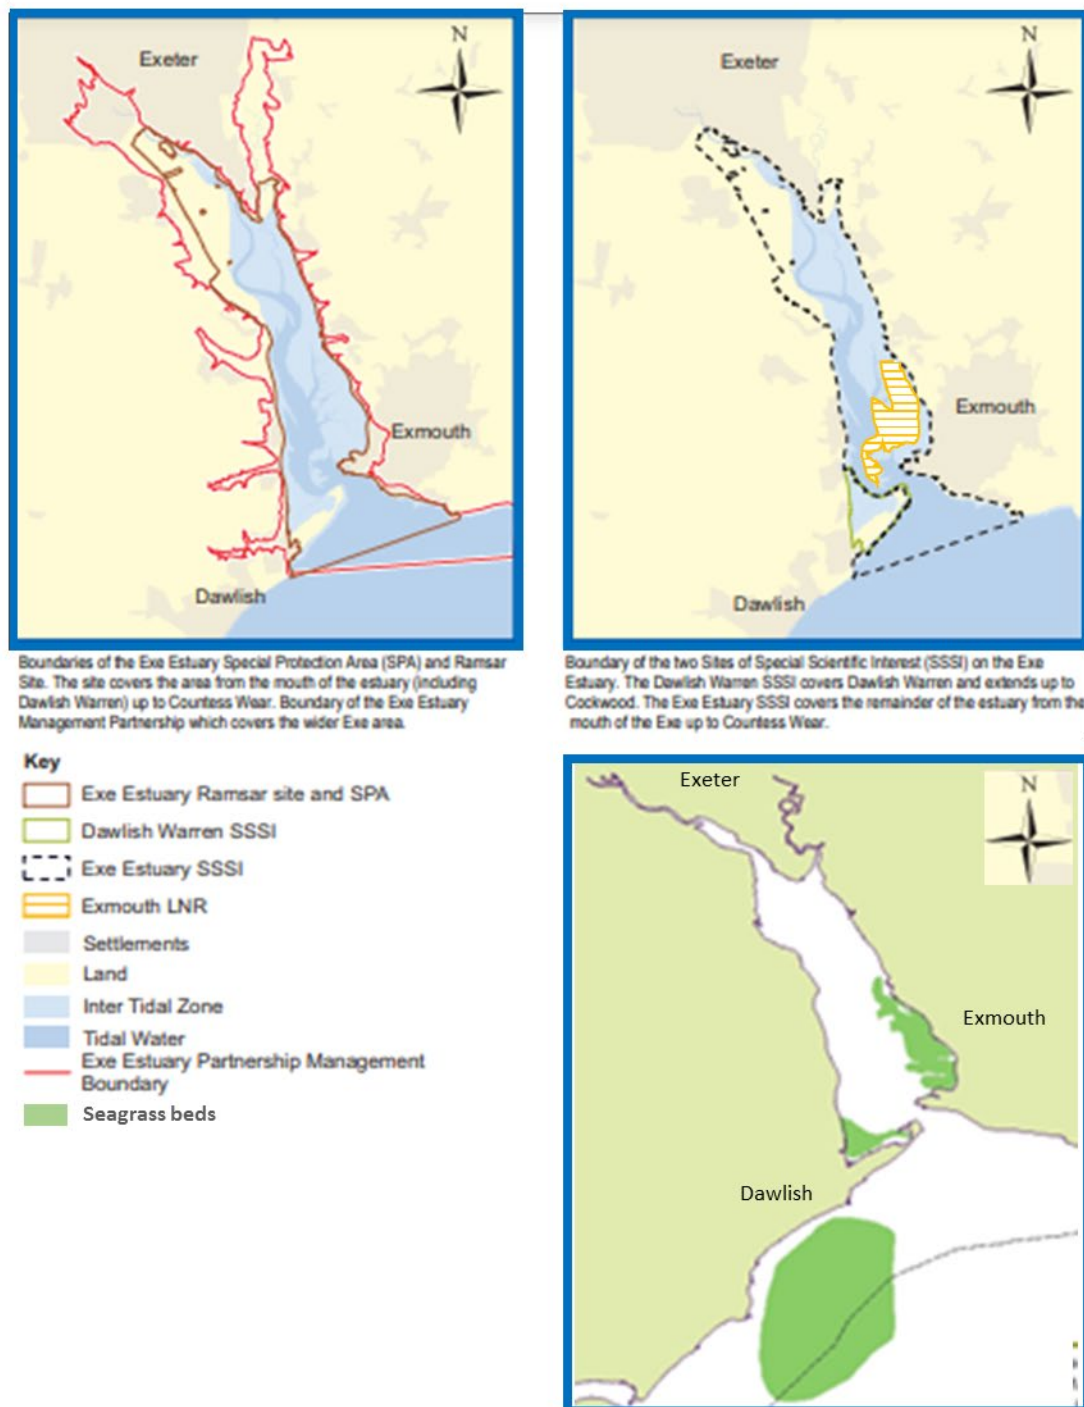 N
Exeter
Exmouth
Dawlish
N
Exeter
Exmouth
Dawlish
Boundaries of the Exe Estuary Special Protection Area (SPA) and Ramsar
Site. The site covers the area from the mouth of the estuary (including
Dawlish Warren) up to Countess Wear. Boundary of the Exe Estuary
Management Partnership which covers the wider Exe area.
Boundary of the two Sites of Special Scientific Interest (SSSI) on the Exe
Estuary. The Dawlish Warren SSSI covers Dawlish Warren and extends up to
Cockwood. The Exe Estuary SSSI covers the remainder of the estuary from the
mouth of the Exe up to Countess Wear.
Key
Exe Estuary Ramsar site and SPA
Dawlish Warren SSSI
Exe Estuary SSSI
Exmouth LNR
Settlements
Land
Inter Tidal Zone
Tidal Water
Exe Estuary Partnership Management
Boundary
Seagrass beds
Exeter
N
Exmouth
Dawlish